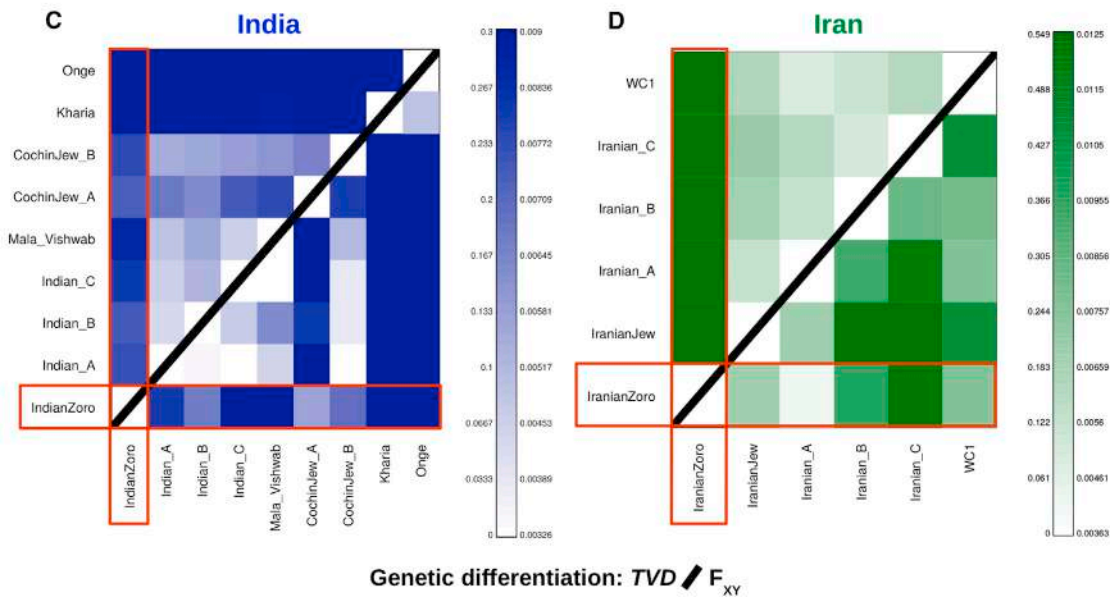 C
India
D
Iran
Onge
Kharia
CochinJew_B
CochinJew_A
Mala_Vishwab
Indian_C
Indian_B
Indian_A
IndianZoro
IndianZoro
Indian_A
Indian_B
Indian_C
Mala_Vishwab
CochinJew_A
CochinJew_B
Kharia
Onge
0.3 0.009
0.267 0.00836
0.233 0.00772
0.2 0.00709
0.167 0.00645
0.133 0.00581
0.1 0.00517
0.0667 0.00453
0.0333 0.00389
0 0.00326
WC1
Iranian_C
Iranian_B
Iranian_A
IranianJew
IranianZoro
IranianZoro
IranianJew
Iranian_A
Iranian_B
Iranian_C
WC1
0.549 0.0125
0.488 0.0115
0.427 0.0105
0.366 0.00955
0.305 0.00856
0.244 0.00757
0.183 0.00659
0.122 0.0056
0.061 0.00461
0 0.00363
Genetic differentiation: TVD / FXY